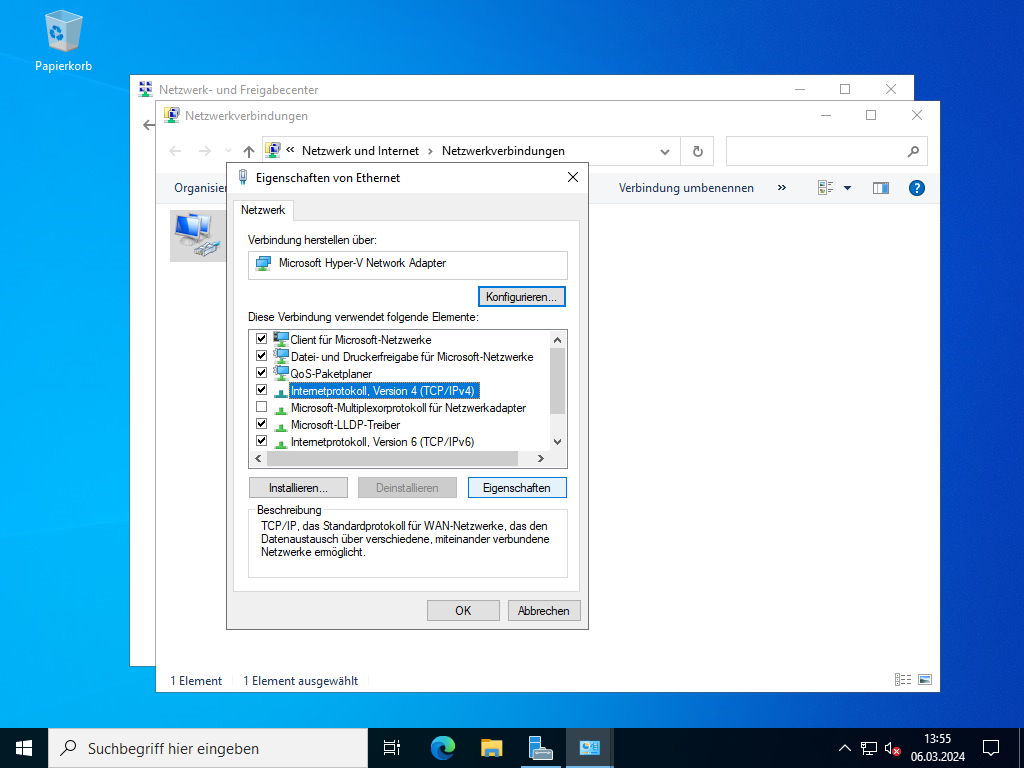 Papierkorb
Netzwerk- und Freigabecenter
Netzwerkverbindungen
« Netzwerk und Internet › Netzwerkverbindungen
Verbindung umbenennen »
Eigenschaften von Ethernet
Netzwerk
Verbindung herstellen über:
Microsoft Hyper-V Network Adapter
Konfigurieren...
Diese Verbindung verwendet folgende Elemente:
Client für Microsoft-Netzwerke
Datei- und Druckerfreigabe für Microsoft-Netzwerke
QoS-Paketplaner
Internetprotokoll, Version 4 (TCP/IPv4)
Microsoft-Multiplexorprotokoll für Netzwerkadapter
Microsoft-LLDP-Treiber
Internetprotokoll, Version 6 (TCP/IPv6)
Installieren... Deinstallieren Eigenschaften
Beschreibung
TCP/IP, das Standardprotokoll für WAN-Netzwerke, das den
Datenaustausch über verschiedene, miteinander verbundene
Netzwerke ermöglicht.
OK Abbrechen
1 Element 1 Element ausgewählt
Suchbegriff hier eingeben
13:55
06.03.2024